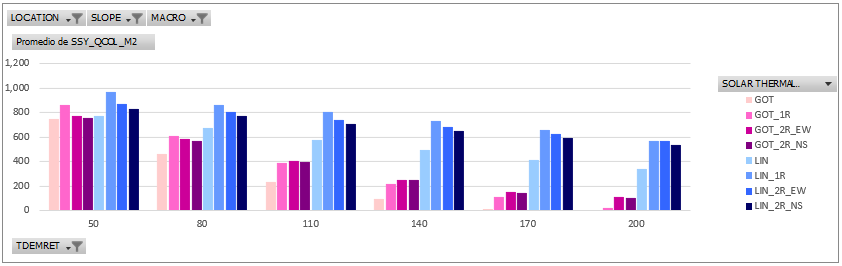 LOCATION SLOPE MACRO
Promedio de SSY_QCOL_M2
1,200
1,000
800
600
400
200
0
50 80 110 140 170 200
TDEMRET
SOLAR THERMAL..
GOT
GOT_1R
GOT_2R_EW
GOT_2R_NS
LIN
LIN_1R
LIN_2R_EW
LIN_2R_NS